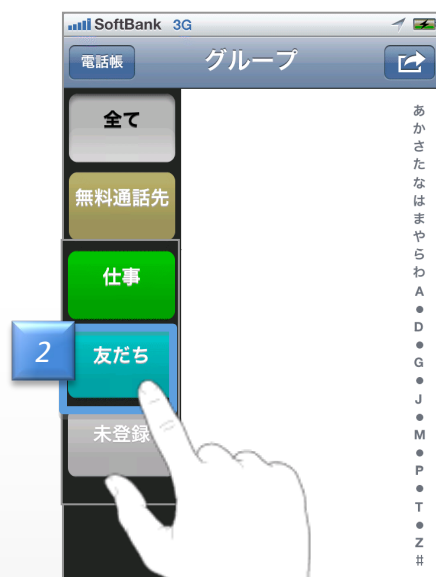 SoftBank 3G
電話帳 グループ
全て
無料通話先
仕事
2 友だち
未登録
あ
か
さ
た
な
は
ま
や
ら
わ
A
●
D
●
G
●
J
●
M
●
P
●
T
●
Z
#